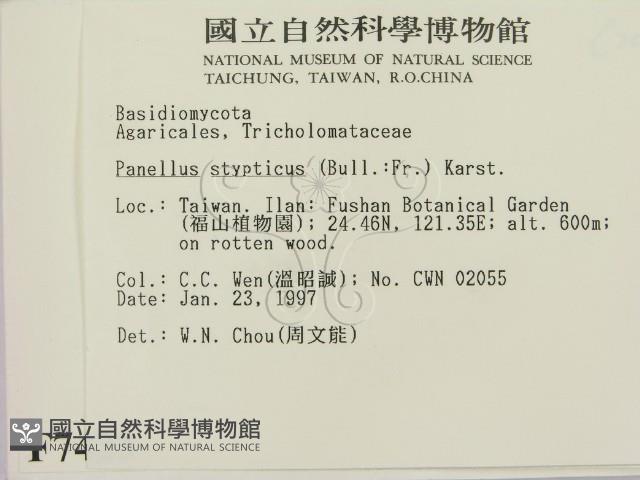 國立自然科學博物館
NATIONAL MUSEUM OF NATURAL SCIENCE
TAICHUNG, TAIWAN, R.O.CHINA
Basidiomycota
Agaricales, Tricholomataceae
Panellus stypticus (Bull.:Fr.) Karst.
Loc.: Taiwan. Ilan: Fushan Botanical Garden
(福山植物園); 24.46N, 121.35E; alt. 600m;
on rotten wood.
Col.: C.C. Wen(溫昭誠); No. CWN 02055
Date: Jan. 23, 1997
Det.: W.N. Chou(周文能)
國立自然科學博物館
NATIONAL MUSEUM OF NATURAL SCIENCE